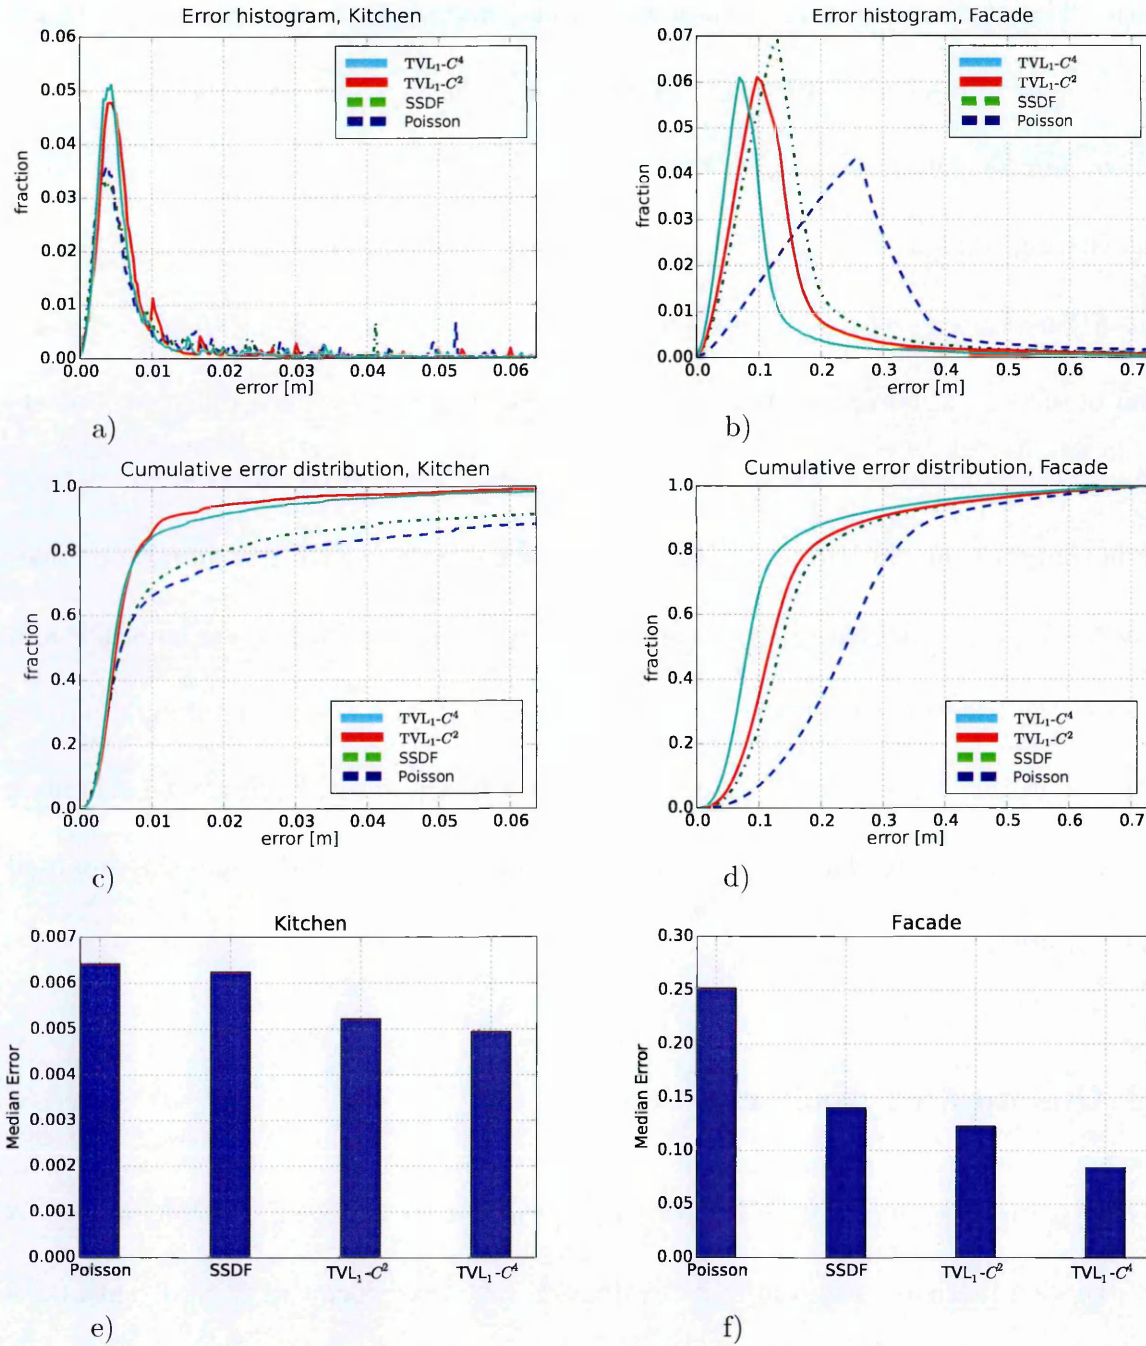 Error histogram, Kitchen
0.06
0.05
0.04
0.03
0.02
0.01
0.00
fraction
TVL₁-C⁴
TVL₁-C²
SSDF
Poisson
0.00 0.01 0.02 0.03 0.04 0.05 0.06
error [m]
a)
Error histogram, Facade
0.07
0.06
0.05
0.04
0.03
0.02
0.01
0.00
fraction
TVL₁-C⁴
TVL₁-C²
SSDF
Poisson
0.0 0.1 0.2 0.3 0.4 0.5 0.6 0.7
error [m]
b)
Cumulative error distribution, Kitchen
1.0
0.8
0.6
0.4
0.2
0.0
fraction
TVL₁-C⁴
TVL₁-C²
SSDF
Poisson
0.00 0.01 0.02 0.03 0.04 0.05 0.06
error [m]
c)
Cumulative error distribution, Facade
1.0
0.8
0.6
0.4
0.2
0.0
fraction
TVL₁-C⁴
TVL₁-C²
SSDF
Poisson
0.0 0.1 0.2 0.3 0.4 0.5 0.6 0.7
error [m]
d)
Kitchen
0.007
0.006
0.005
0.004
0.003
0.002
0.001
0.000
Median Error
Poisson SSDF TVL₁-C² TVL₁-C⁴
e)
Facade
0.30
0.25
0.20
0.15
0.10
0.05
0.00
Median Error
Poisson SSDF TVL₁-C² TVL₁-C⁴
f)